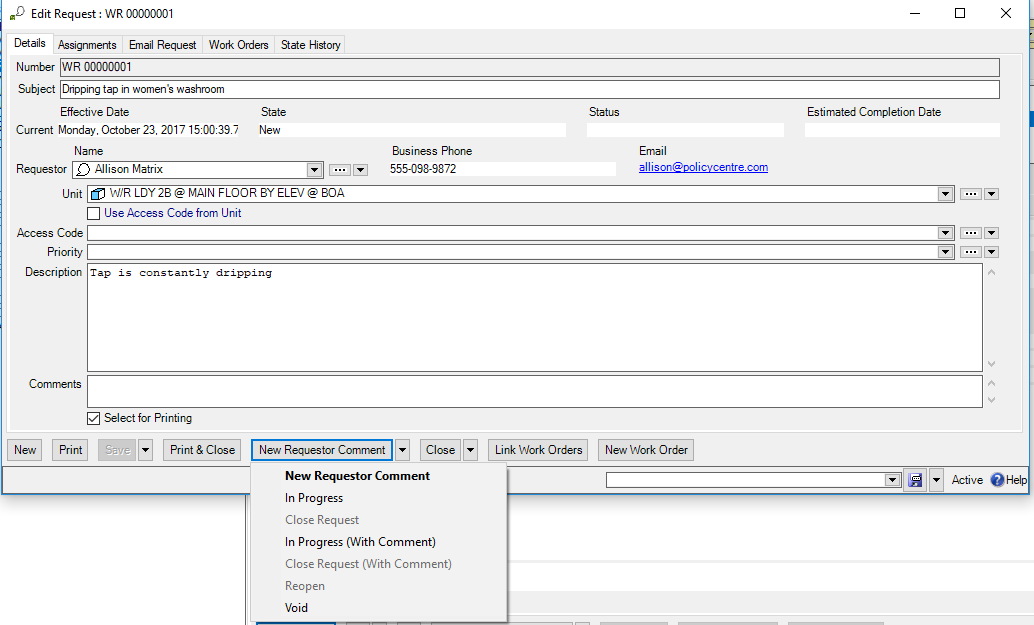 Edit Request : WR 00000001
Details Assignments Email Request Work Orders State History
Number WR 00000001
Subject Dripping tap in women's washroom
Effective Date State Status Estimated Completion Date
Current Monday, October 23, 2017 15:00:39.7 New
Name Business Phone Email
Requestor Allison Matrix 555-098-9872 allison@policycentre.com
Unit W/R LDY 2B @ MAIN FLOOR BY ELEV @ BOA
Use Access Code from Unit
Access Code
Priority
Description Tap is constantly dripping
Comments
Select for Printing
New Print Save Print & Close New Requestor Comment Close Link Work Orders New Work Order
Active Help
New Requestor Comment
In Progress
Close Request
In Progress (With Comment)
Close Request (With Comment)
Reopen
Void